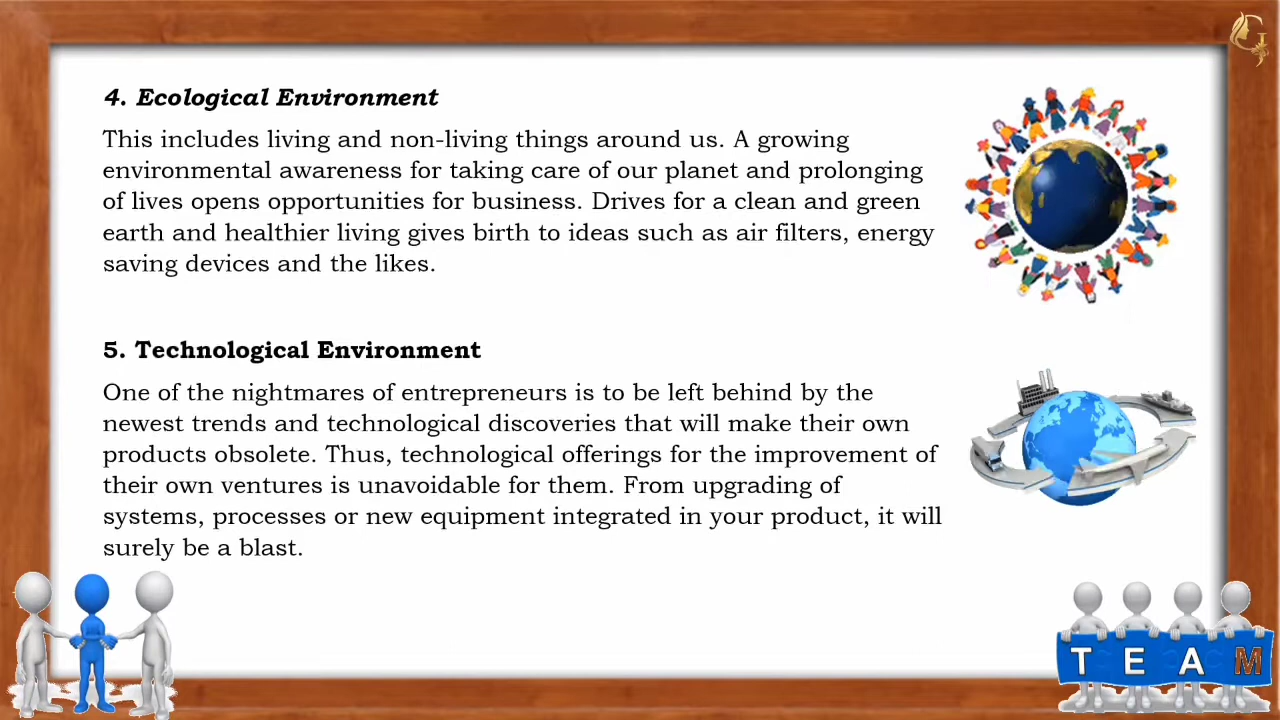 4. Ecological Environment
This includes living and non-living things around us. A growing
environmental awareness for taking care of our planet and prolonging
of lives opens opportunities for business. Drives for a clean and green
earth and healthier living gives birth to ideas such as air filters, energy
saving devices and the likes.
5. Technological Environment
One of the nightmares of entrepreneurs is to be left behind by the
newest trends and technological discoveries that will make their own
products obsolete. Thus, technological offerings for the improvement of
their own ventures is unavoidable for them. From upgrading of
systems, processes or new equipment integrated in your product, it will
surely be a blast.
TEAM